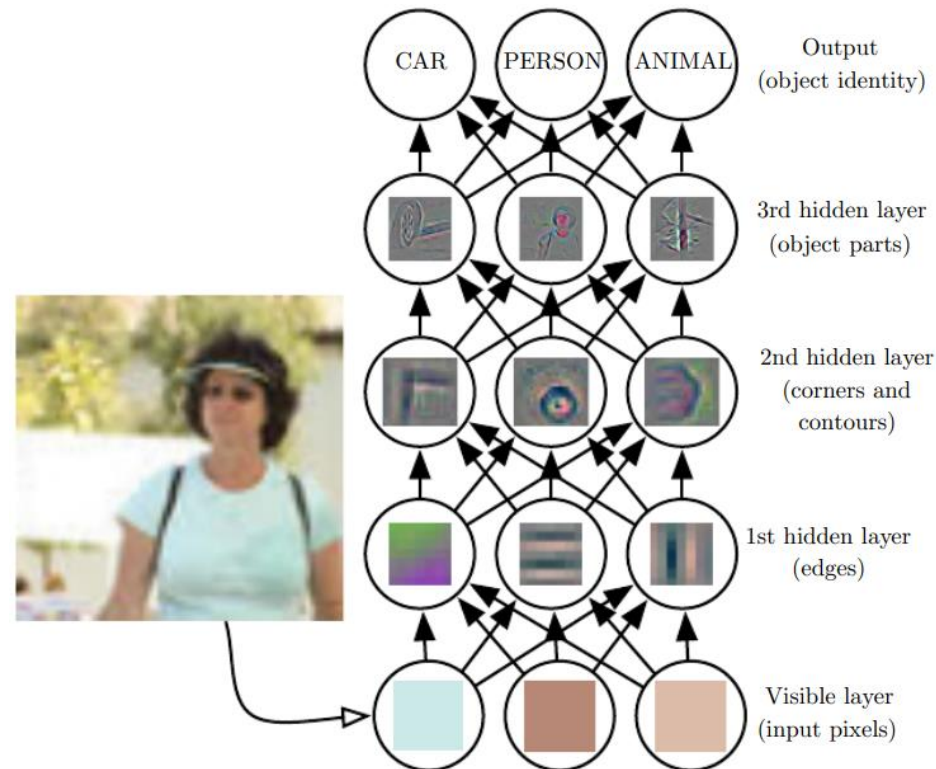 CAR
PERSON
ANIMAL
Output
(object identity)
3rd hidden layer
(object parts)
2nd hidden layer
(corners and
contours)
1st hidden layer
(edges)
Visible layer
(input pixels)